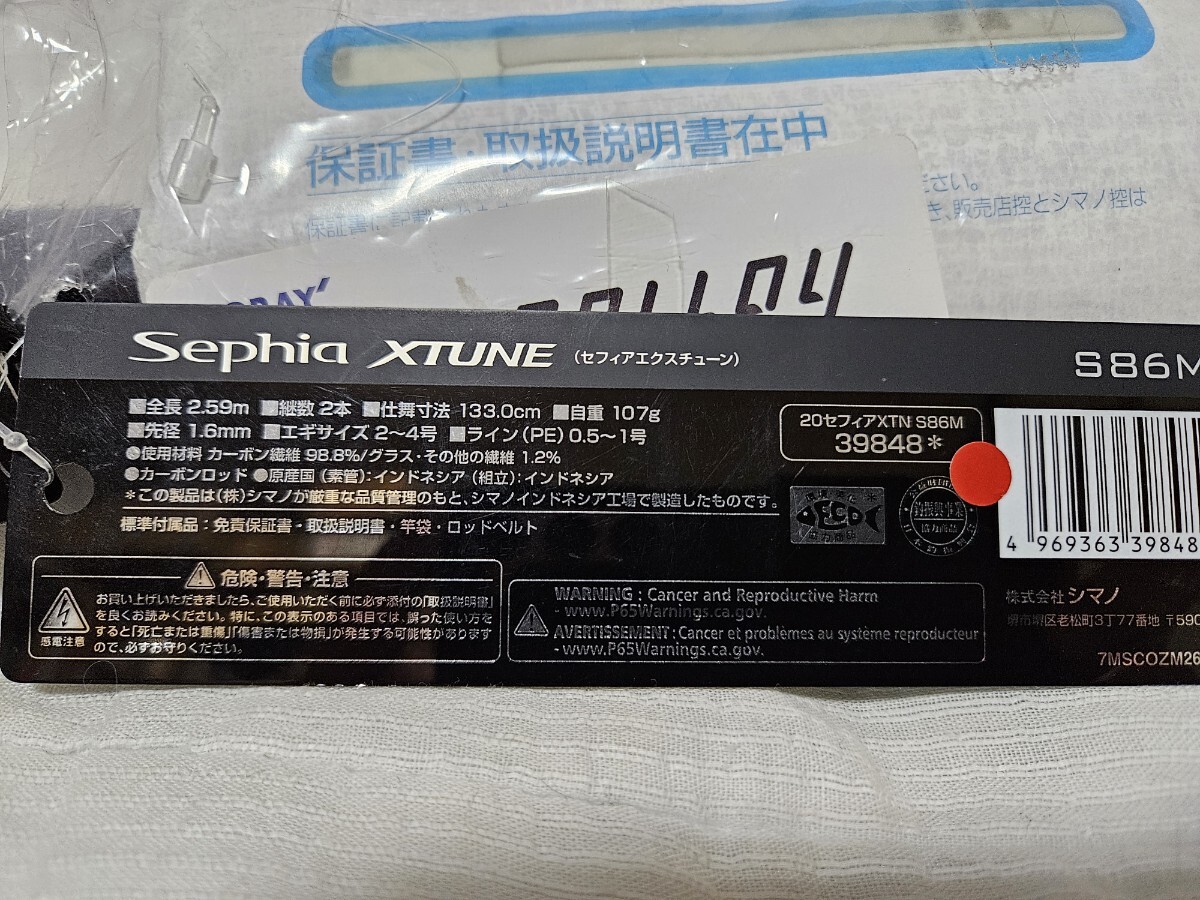 保証書・取扱説明書在中
ださい。
き、販売店控とシマノ控は
保証書に記載
Sephia XTUNE (セフィアエクスチューン) S86M
■全長 2.59m ■継数 2本 ■仕舞寸法 133.0cm ■自重 107g
■先径 1.6mm ■エギサイズ 2〜4号 ■ライン(PE) 0.5〜1号
●使用材料 カーボン繊維 98.8%/グラス・その他の繊維 1.2%
●カーボンロッド ●原産国 (素管):インドネシア (組立):インドネシア
*この製品は(株)シマノが厳重な品質管理のもと、シマノインドネシア工場で製造したものです。
標準付属品:免責保証書・取扱説明書・竿袋・ロッドベルト
20セフィアXTN S86M
39848*
ECO
4 969363 39848
危険・警告・注意
感電注意
お買い上げいただきましたら、ご使用いただく前に必ず添付の「取扱説明書」
を良くお読みください。特に、この表示のある項目では、誤った使い方を
すると「死亡または重傷」「傷害または物損」が発生する可能性があります
ので、必ずお守りください。
WARNING : Cancer and Reproductive Harm
- www.P65Warnings.ca.gov.
AVERTISSEMENT : Cancer et problèmes au système reproducteur
- www.P65Warnings.ca.gov.
株式会社 シマノ
堺市堺区老松町3丁77番地 〒590
7MSCOZM26